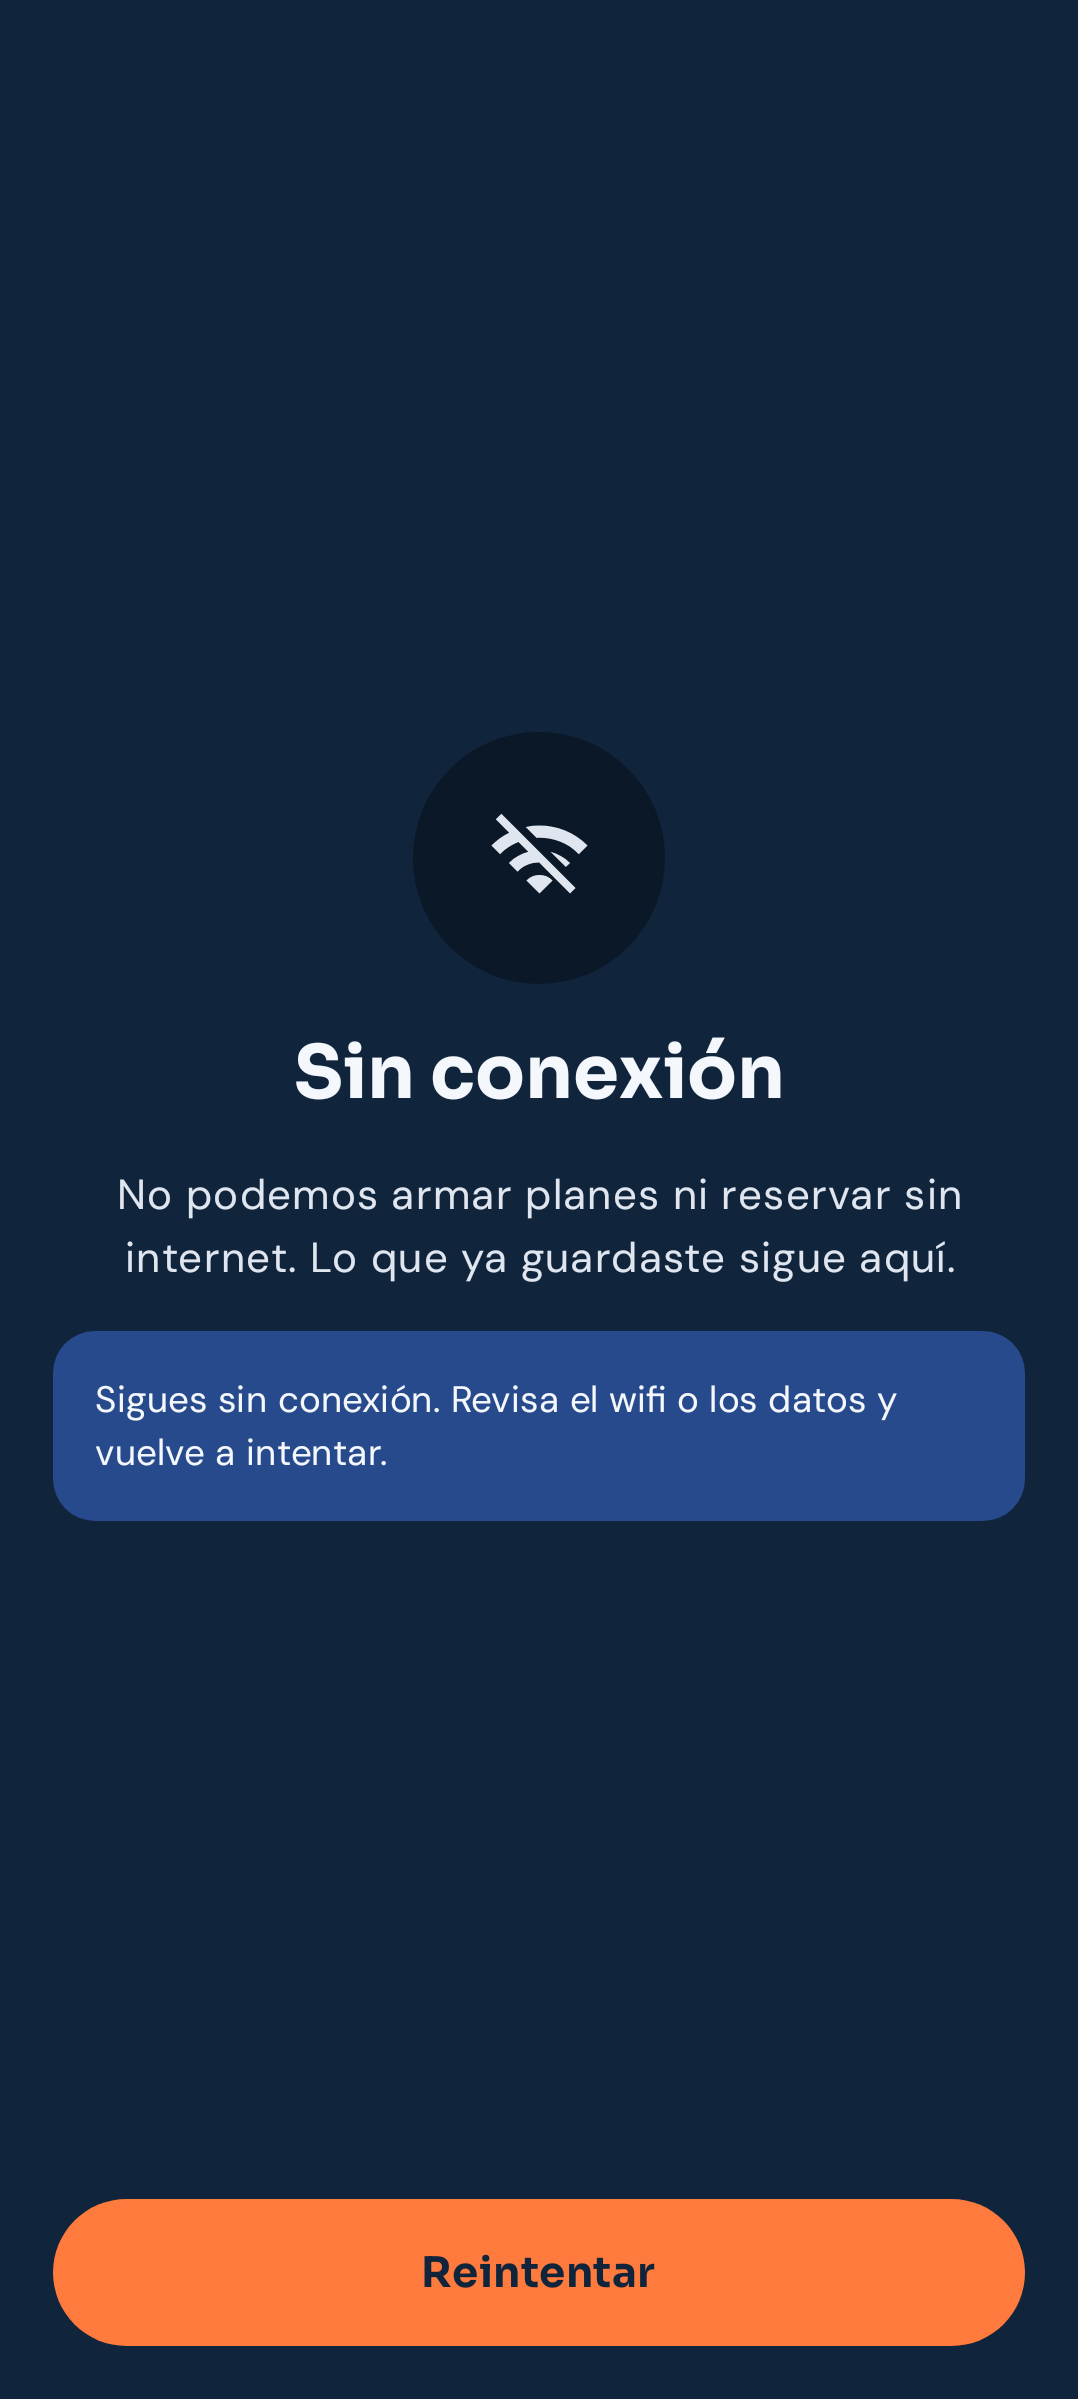 Sin conexión
No podemos armar planes ni reservar sin
internet. Lo que ya guardaste sigue aquí.
Sigues sin conexión. Revisa el wifi o los datos y
vuelve a intentar.
Reintentar